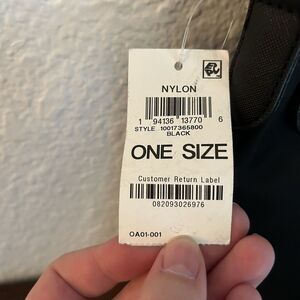 NYLON
1 94136 13770 6
STYLE 10017365800
BLACK
ONE SIZE
Customer Return Label
082093026976
OA01-001